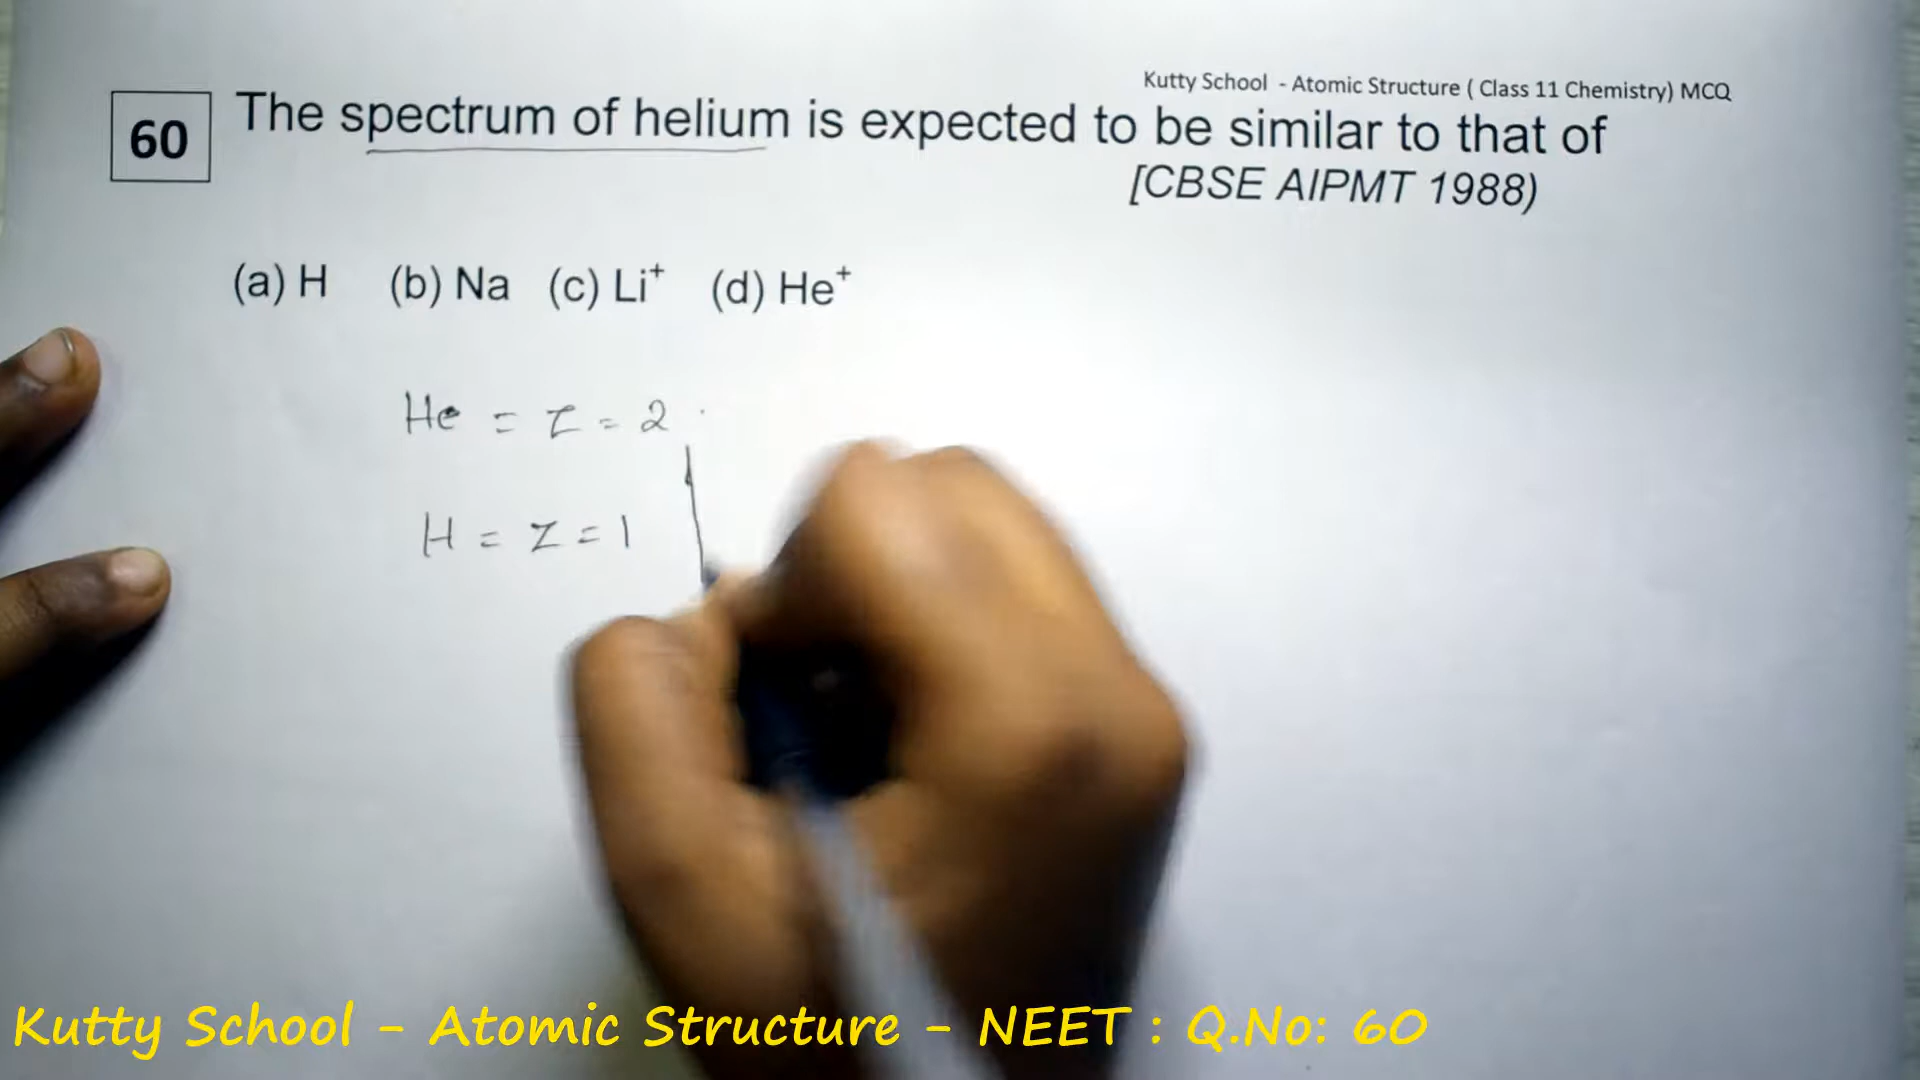 Kutty School - Atomic Structure ( Class 11 Chemistry) MCQ
60 The spectrum of helium is expected to be similar to that of
[CBSE AIPMT 1988)
(a) H (b) Na (c) Li⁺ (d) He⁺
He = Z = 2
H = Z = 1
Kutty School - Atomic Structure - NEET : Q.No: 60